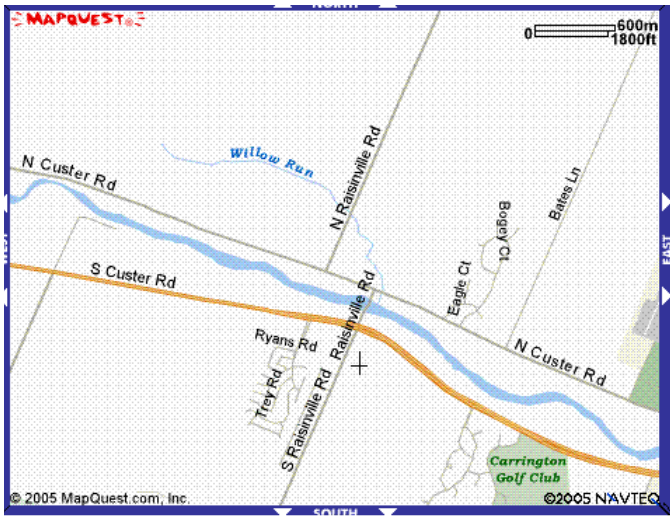 NORTH
MAPQUEST®
600m
0
1800ft
Willow Run
N Raisinville Rd
N Custer Rd
Bates Ln
Bogey Ct
EAST
S Custer Rd
Eagle Ct
Raisinville Rd
Ryans Rd
N Custer Rd
Trey Rd
S Raisinville Rd
Carrington
Golf Club
© 2005 MapQuest.com, Inc.
©2005 NAVTEQ
SOUTH